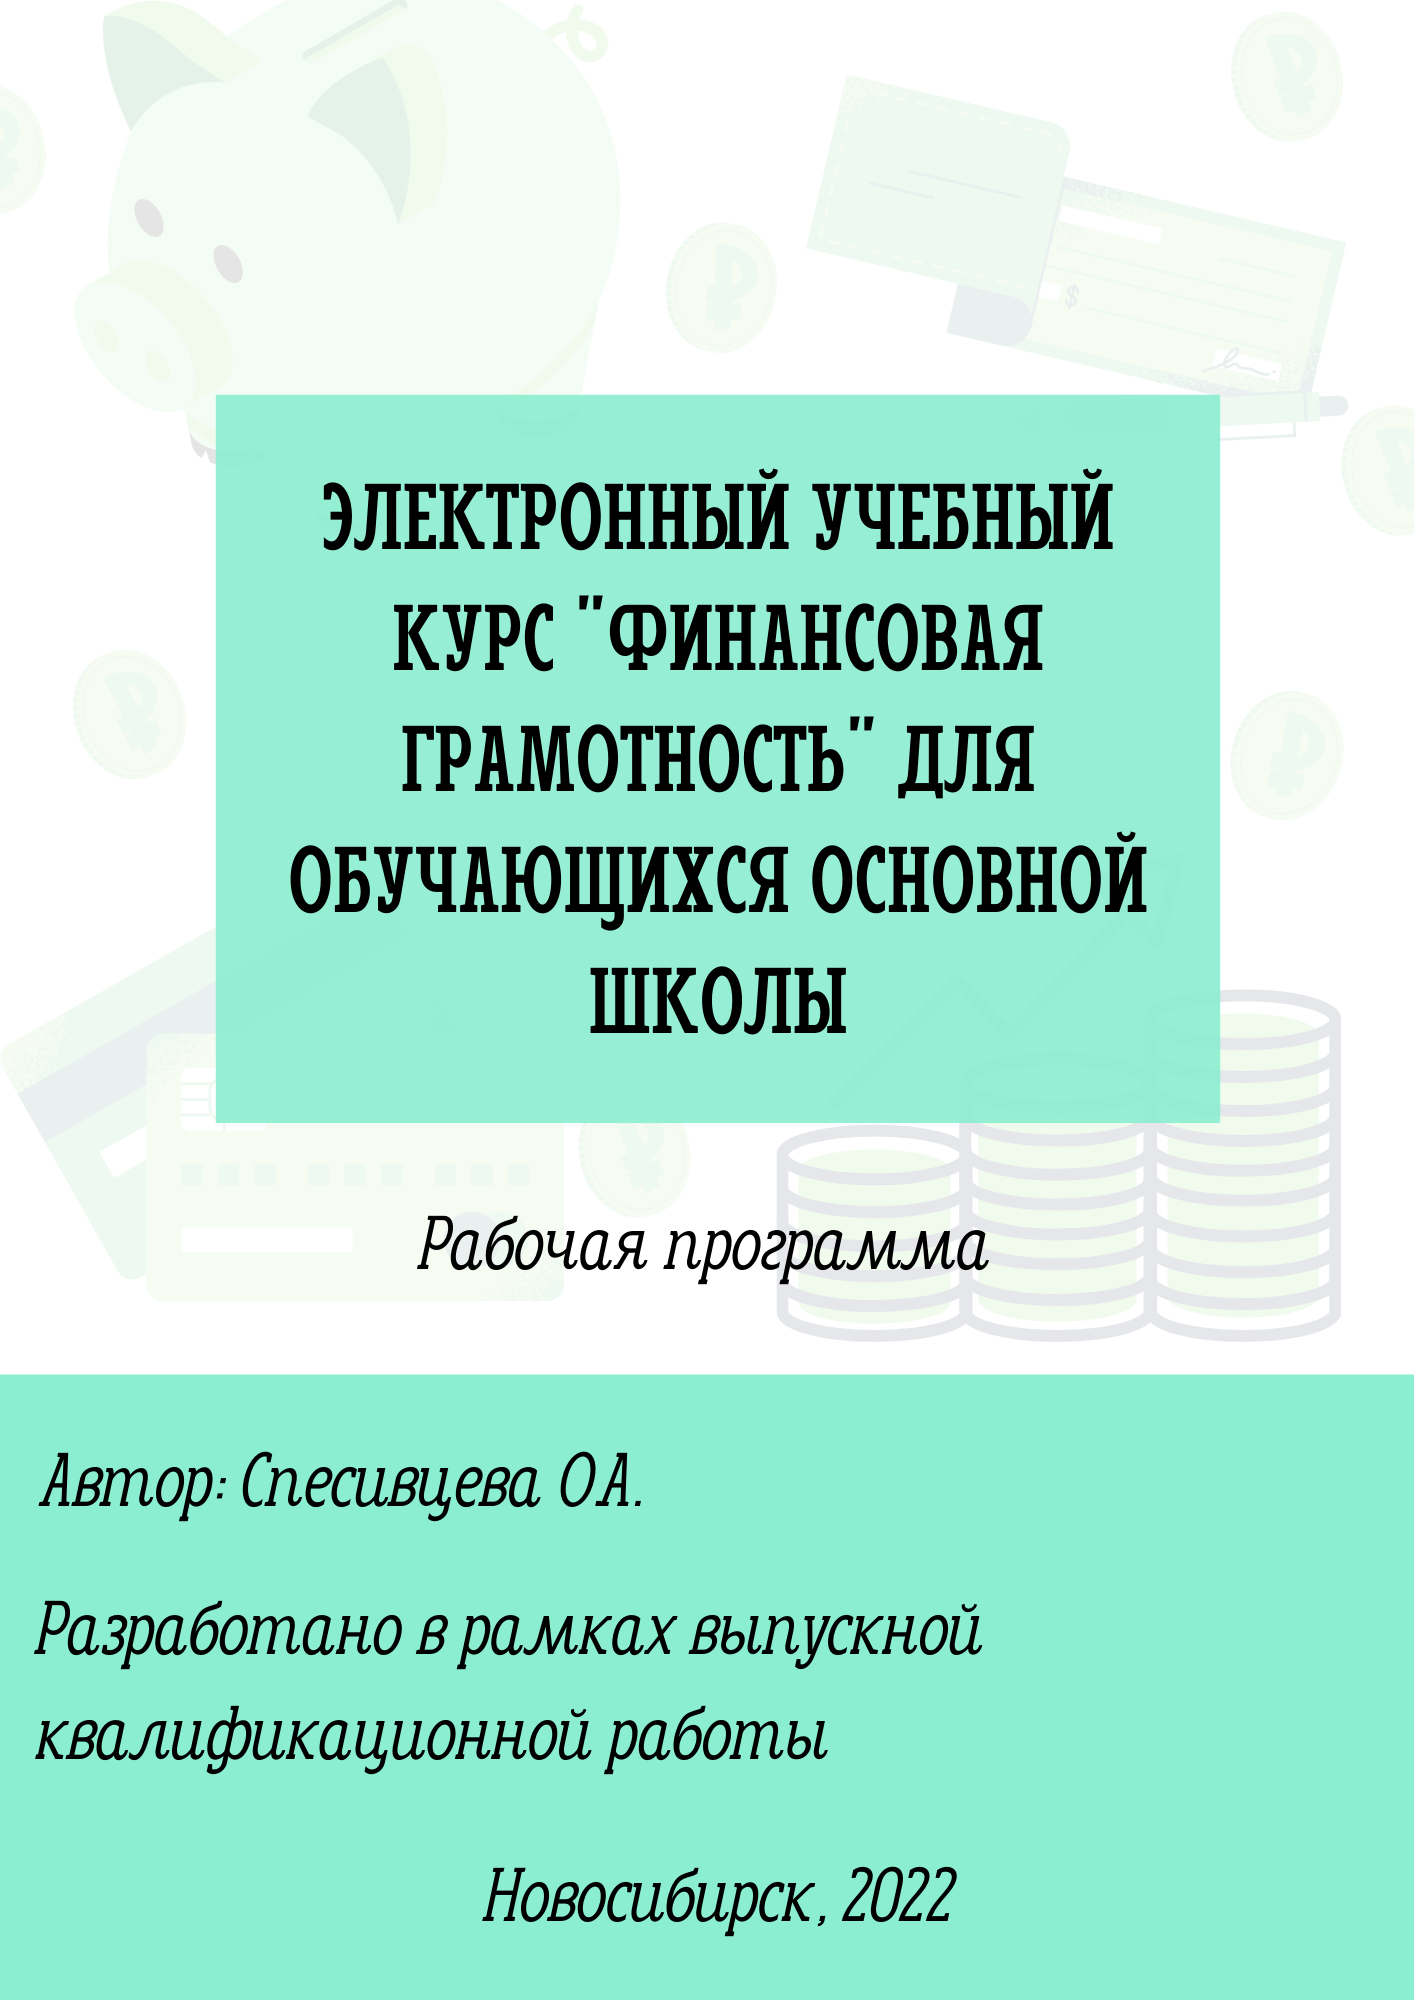 ЭЛЕКТРОННЫЙ УЧЕБНЫЙ
КУРС "ФИНАНСОВАЯ
ГРАМОТНОСТЬ" ДЛЯ
ОБУЧАЮЩИХСЯ ОСНОВНОЙ
ШКОЛЫ
Рабочая программа
Автор: Спесивцева О.А.
Разработано в рамках выпускной
квалификационной работы
Новосибирск, 2022